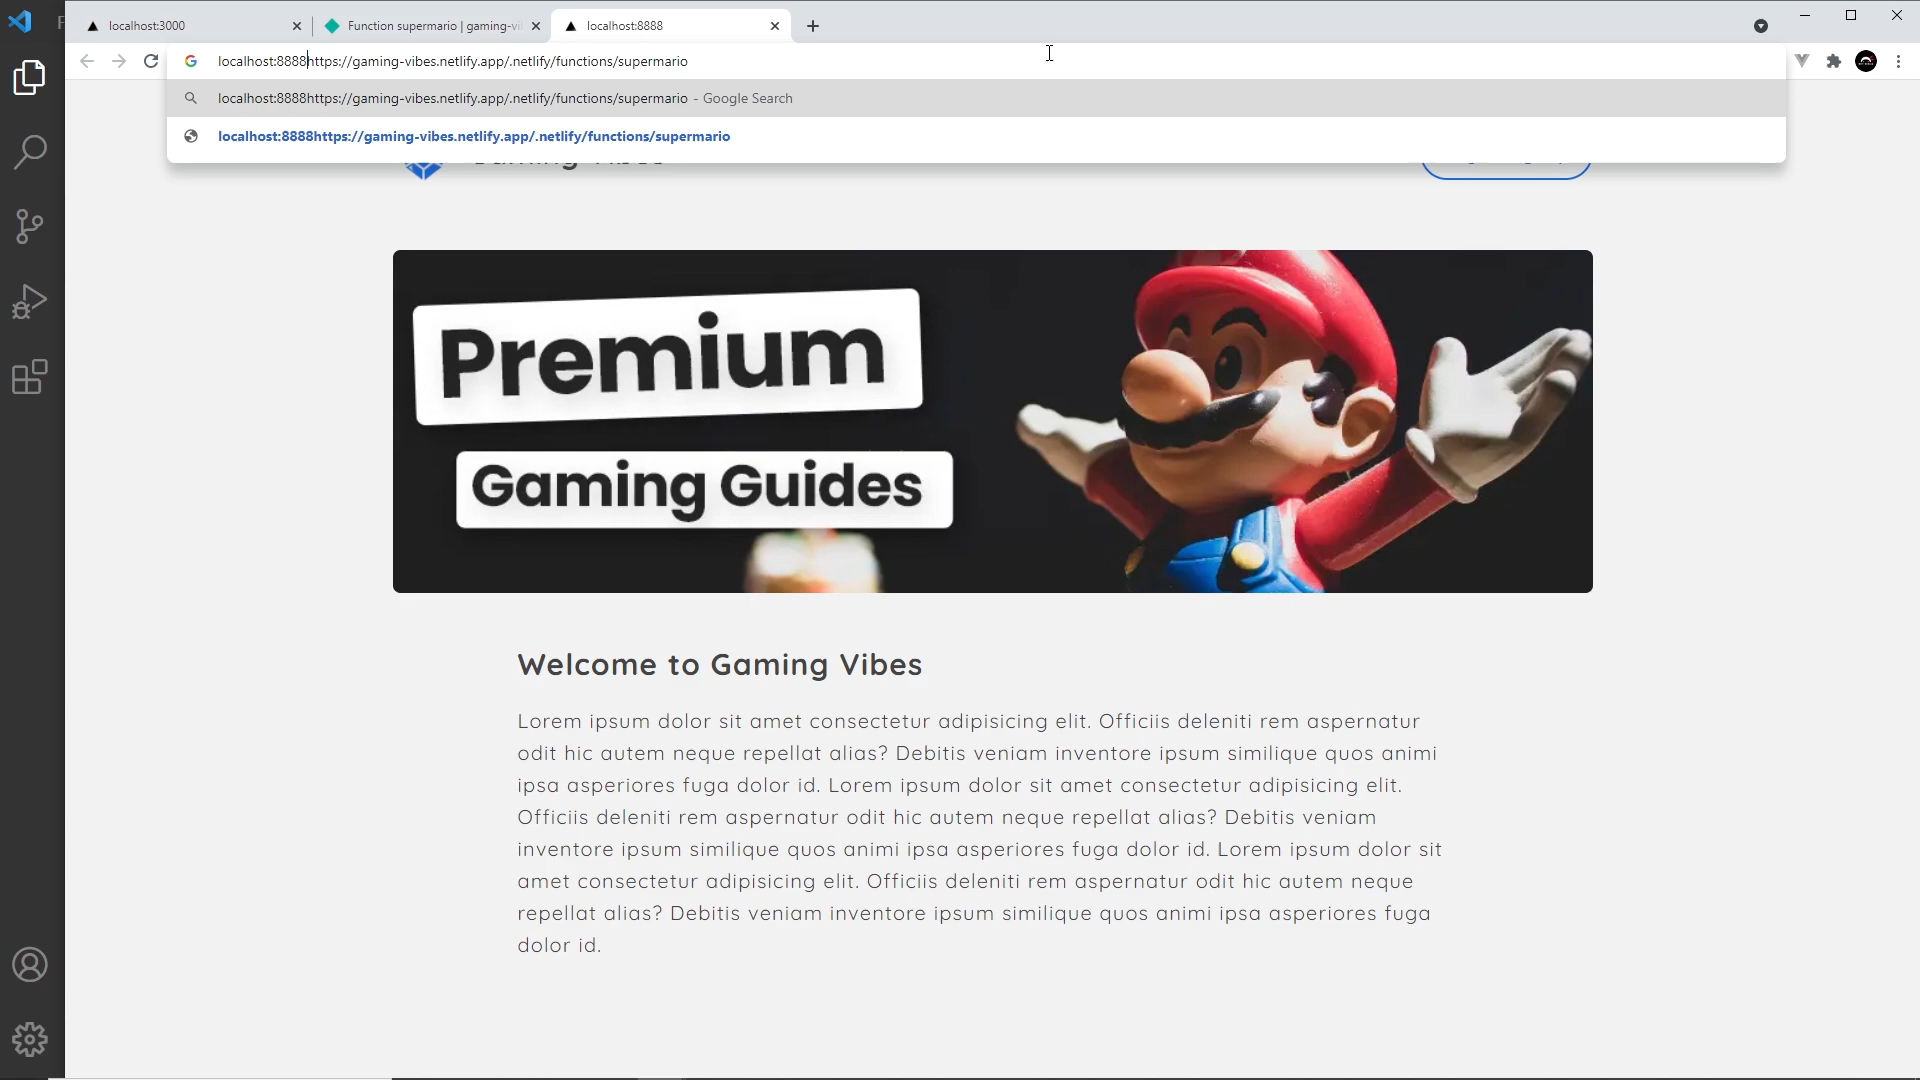 localhost:3000
Function supermario | gaming-vi
localhost:8888
localhost:8888https://gaming-vibes.netlify.app/.netlify/functions/supermario
localhost:8888https://gaming-vibes.netlify.app/.netlify/functions/supermario - Google Search
localhost:8888https://gaming-vibes.netlify.app/.netlify/functions/supermario
Premium
Gaming Guides
Welcome to Gaming Vibes
Lorem ipsum dolor sit amet consectetur adipisicing elit. Officiis deleniti rem aspernatur
odit hic autem neque repellat alias? Debitis veniam inventore ipsum similique quos animi
ipsa asperiores fuga dolor id. Lorem ipsum dolor sit amet consectetur adipisicing elit.
Officiis deleniti rem aspernatur odit hic autem neque repellat alias? Debitis veniam
inventore ipsum similique quos animi ipsa asperiores fuga dolor id. Lorem ipsum dolor sit
amet consectetur adipisicing elit. Officiis deleniti rem aspernatur odit hic autem neque
repellat alias? Debitis veniam inventore ipsum similique quos animi ipsa asperiores fuga
dolor id.